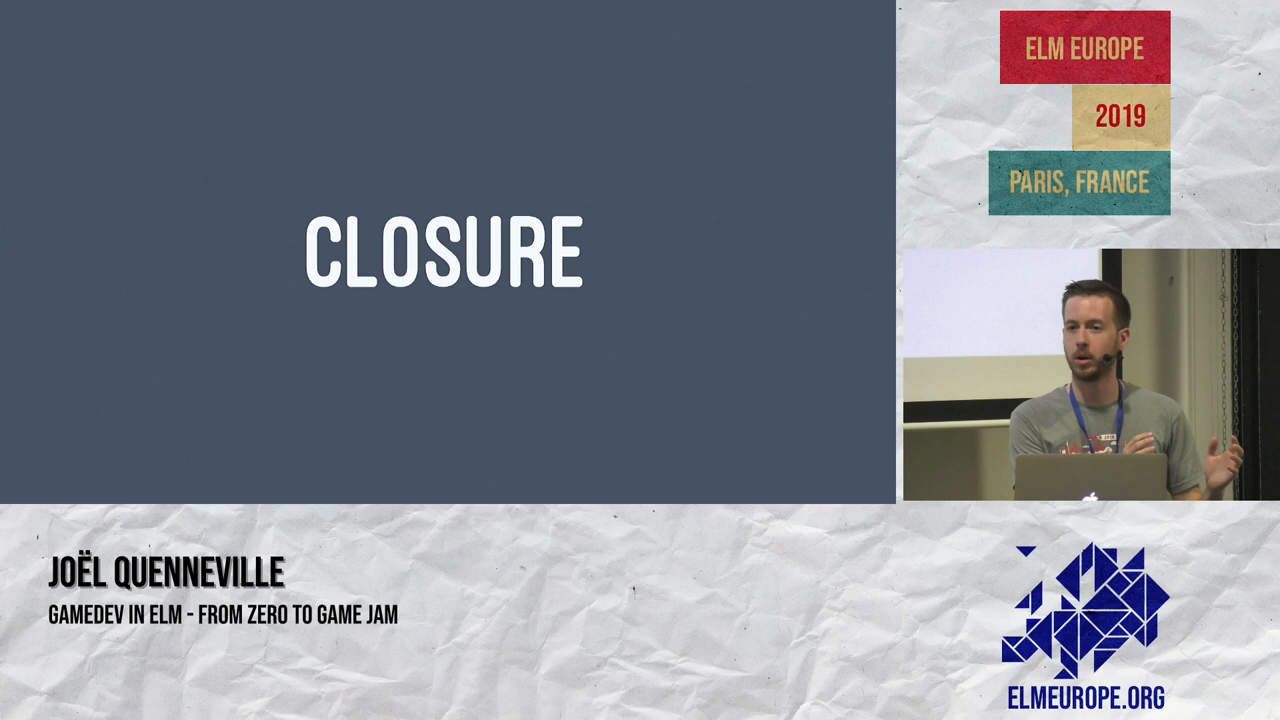 CLOSURE
ELM EUROPE
2019
PARIS, FRANCE
JOËL QUENNEVILLE
GAMEDEV IN ELM - FROM ZERO TO GAME JAM
ELMEUROPE.ORG